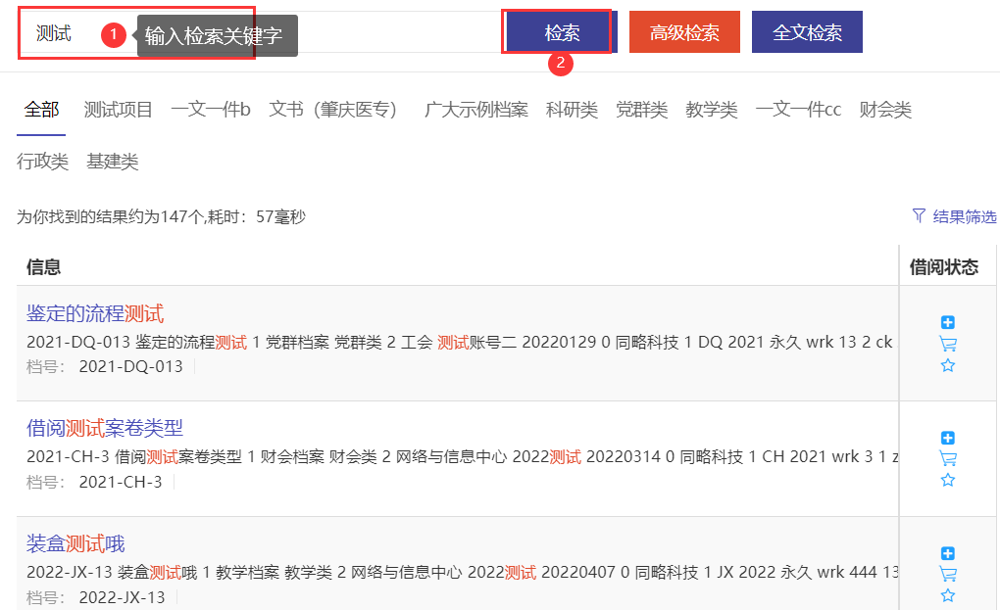 测试 1 输入检索关键字 检索 高级检索 全文检索
2
全部 测试项目 一文一件b 文书（肇庆医专） 广大示例档案 科研类 党群类 教学类 一文一件cc 财会类
行政类 基建类
为你找到的结果约为147个,耗时：57毫秒 结果筛选
信息 借阅状态
鉴定的流程测试
2021-DQ-013 鉴定的流程测试 1 党群档案 党群类 2 工会 测试账号二 20220129 0 同略科技 1 DQ 2021 永久 wrk 13 2 ck
档号： 2021-DQ-013
借阅测试案卷类型
2021-CH-3 借阅测试案卷类型 1 财会档案 财会类 2 网络与信息中心 2022测试 20220314 0 同略科技 1 CH 2021 wrk 3 1 z
档号： 2021-CH-3
装盒测试哦
2022-JX-13 装盒测试哦 1 教学档案 教学类 2 网络与信息中心 2022测试 20220407 0 同略科技 1 JX 2022 永久 wrk 444 13
档号： 2022-JX-13